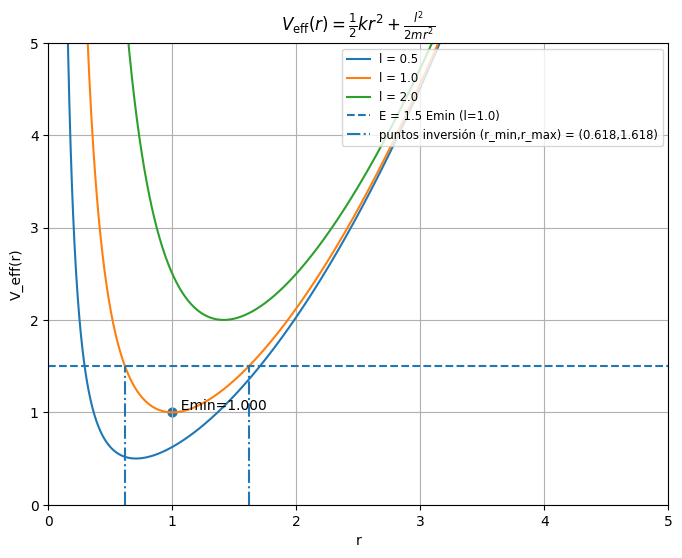 V_eff(r) = 1/2 kr² + l²/2mr²
l = 0.5
l = 1.0
l = 2.0
E = 1.5 Emin (l=1.0)
puntos inversión (r_min,r_max) = (0.618,1.618)
V_eff(r)
5
4
3
2
1
0
Emin=1.000
0 1 2 3 4 5
r